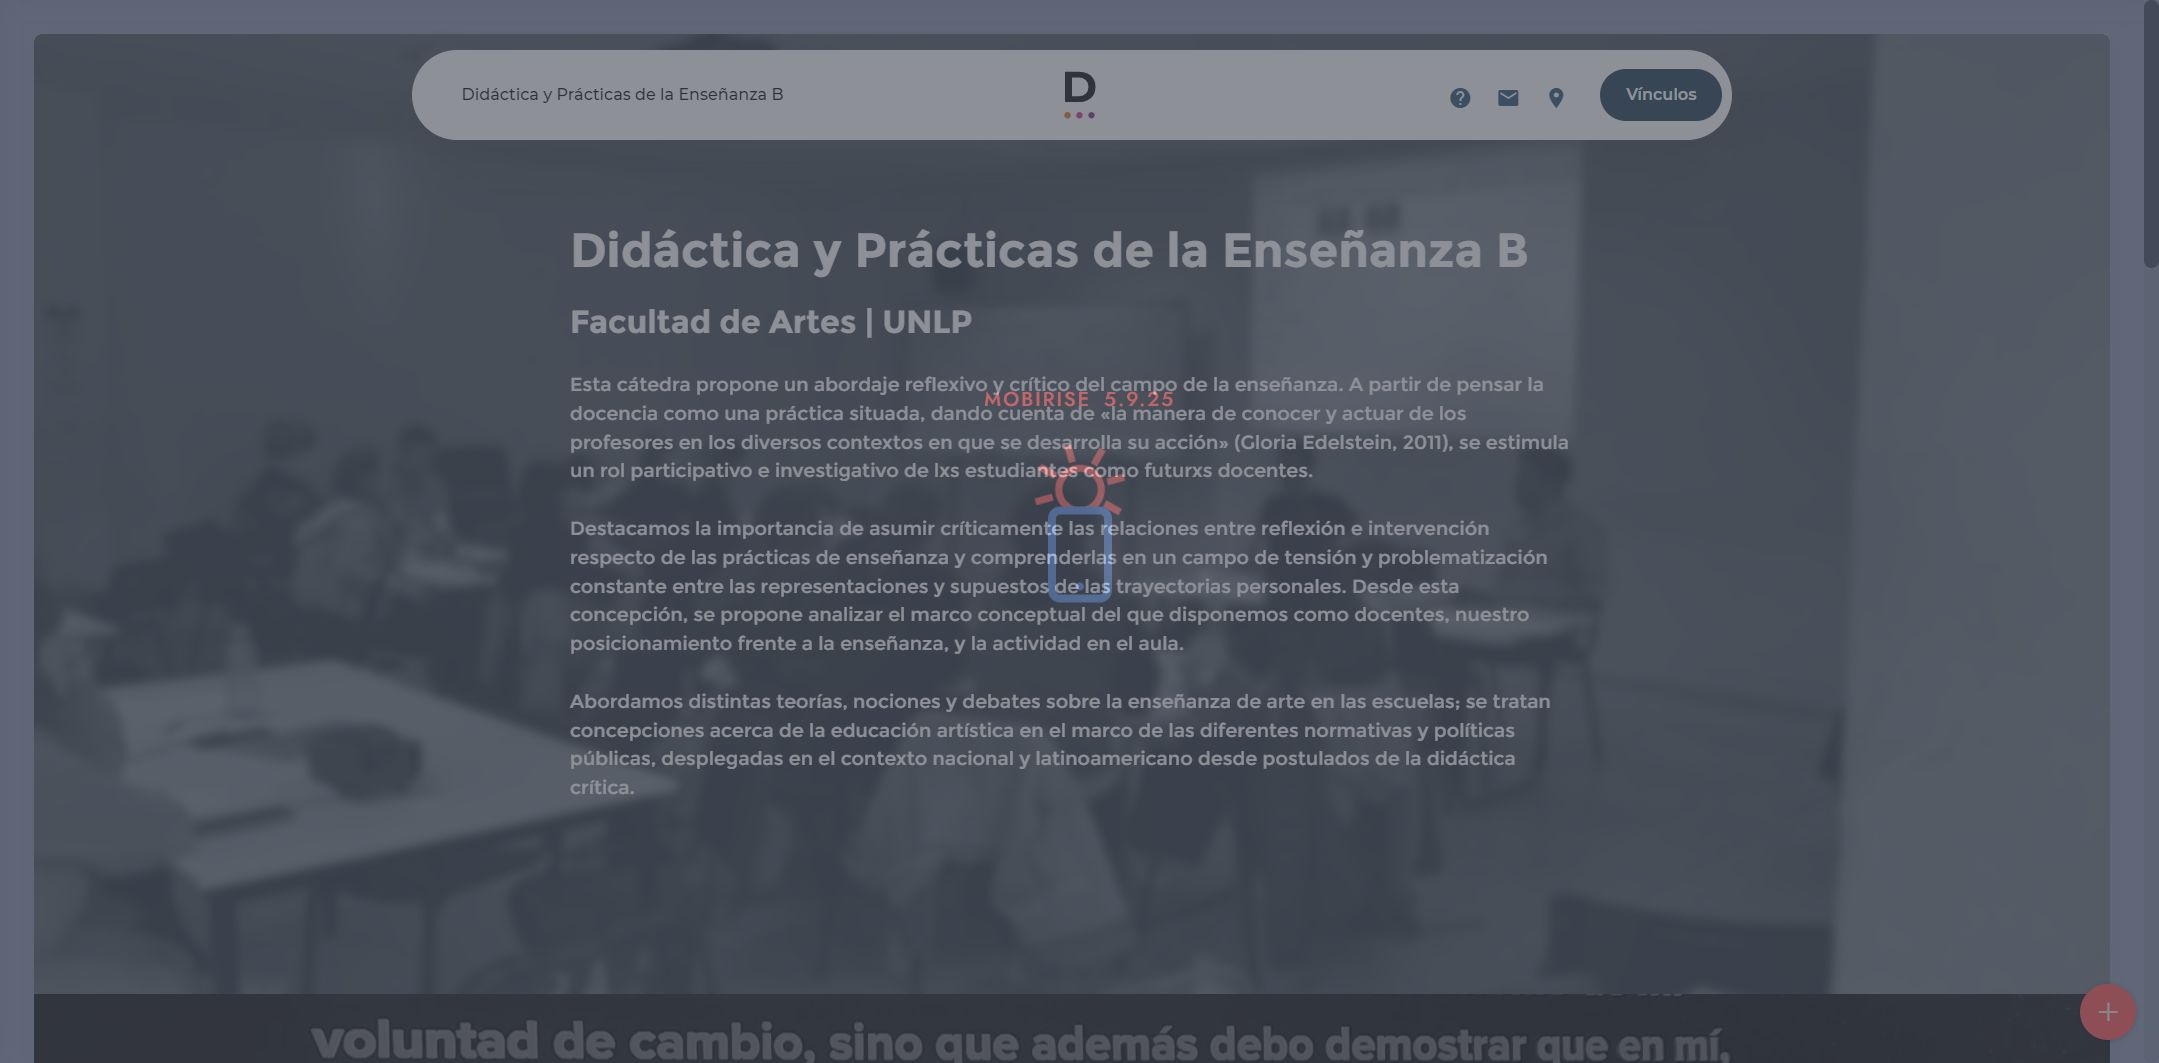 Didáctica y Prácticas de la Enseñanza B
D
Vínculos
Didáctica y Prácticas de la Enseñanza B
Facultad de Artes | UNLP
Esta cátedra propone un abordaje reflexivo y crítico del campo de la enseñanza. A partir de pensar la
docencia como una práctica situada, dando cuenta de «la manera de conocer y actuar de los
profesores en los diversos contextos en que se desarrolla su acción» (Gloria Edelstein, 2011), se estimula
un rol participativo e investigativo de lxs estudiantes como futurxs docentes.
MOBIRISE 5.9.25
Destacamos la importancia de asumir críticamente las relaciones entre reflexión e intervención
respecto de las prácticas de enseñanza y comprenderlas en un campo de tensión y problematización
constante entre las representaciones y supuestos de las trayectorias personales. Desde esta
concepción, se propone analizar el marco conceptual del que disponemos como docentes, nuestro
posicionamiento frente a la enseñanza, y la actividad en el aula.
Abordamos distintas teorías, nociones y debates sobre la enseñanza de arte en las escuelas; se tratan
concepciones acerca de la educación artística en el marco de las diferentes normativas y políticas
públicas, desplegadas en el contexto nacional y latinoamericano desde postulados de la didáctica
crítica.
voluntad de cambio, sino que además debo demostrar que en mí,